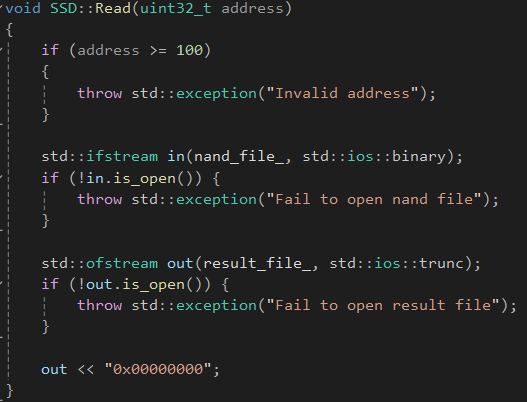 void SSD::Read(uint32_t address)
{
    if (address >= 100)
    {
        throw std::exception("Invalid address");
    }

    std::ifstream in(nand_file_, std::ios::binary);
    if (!in.is_open()) {
        throw std::exception("Fail to open nand file");
    }

    std::ofstream out(result_file_, std::ios::trunc);
    if (!out.is_open()) {
        throw std::exception("Fail to open result file");
    }

    out << "0x00000000";
}